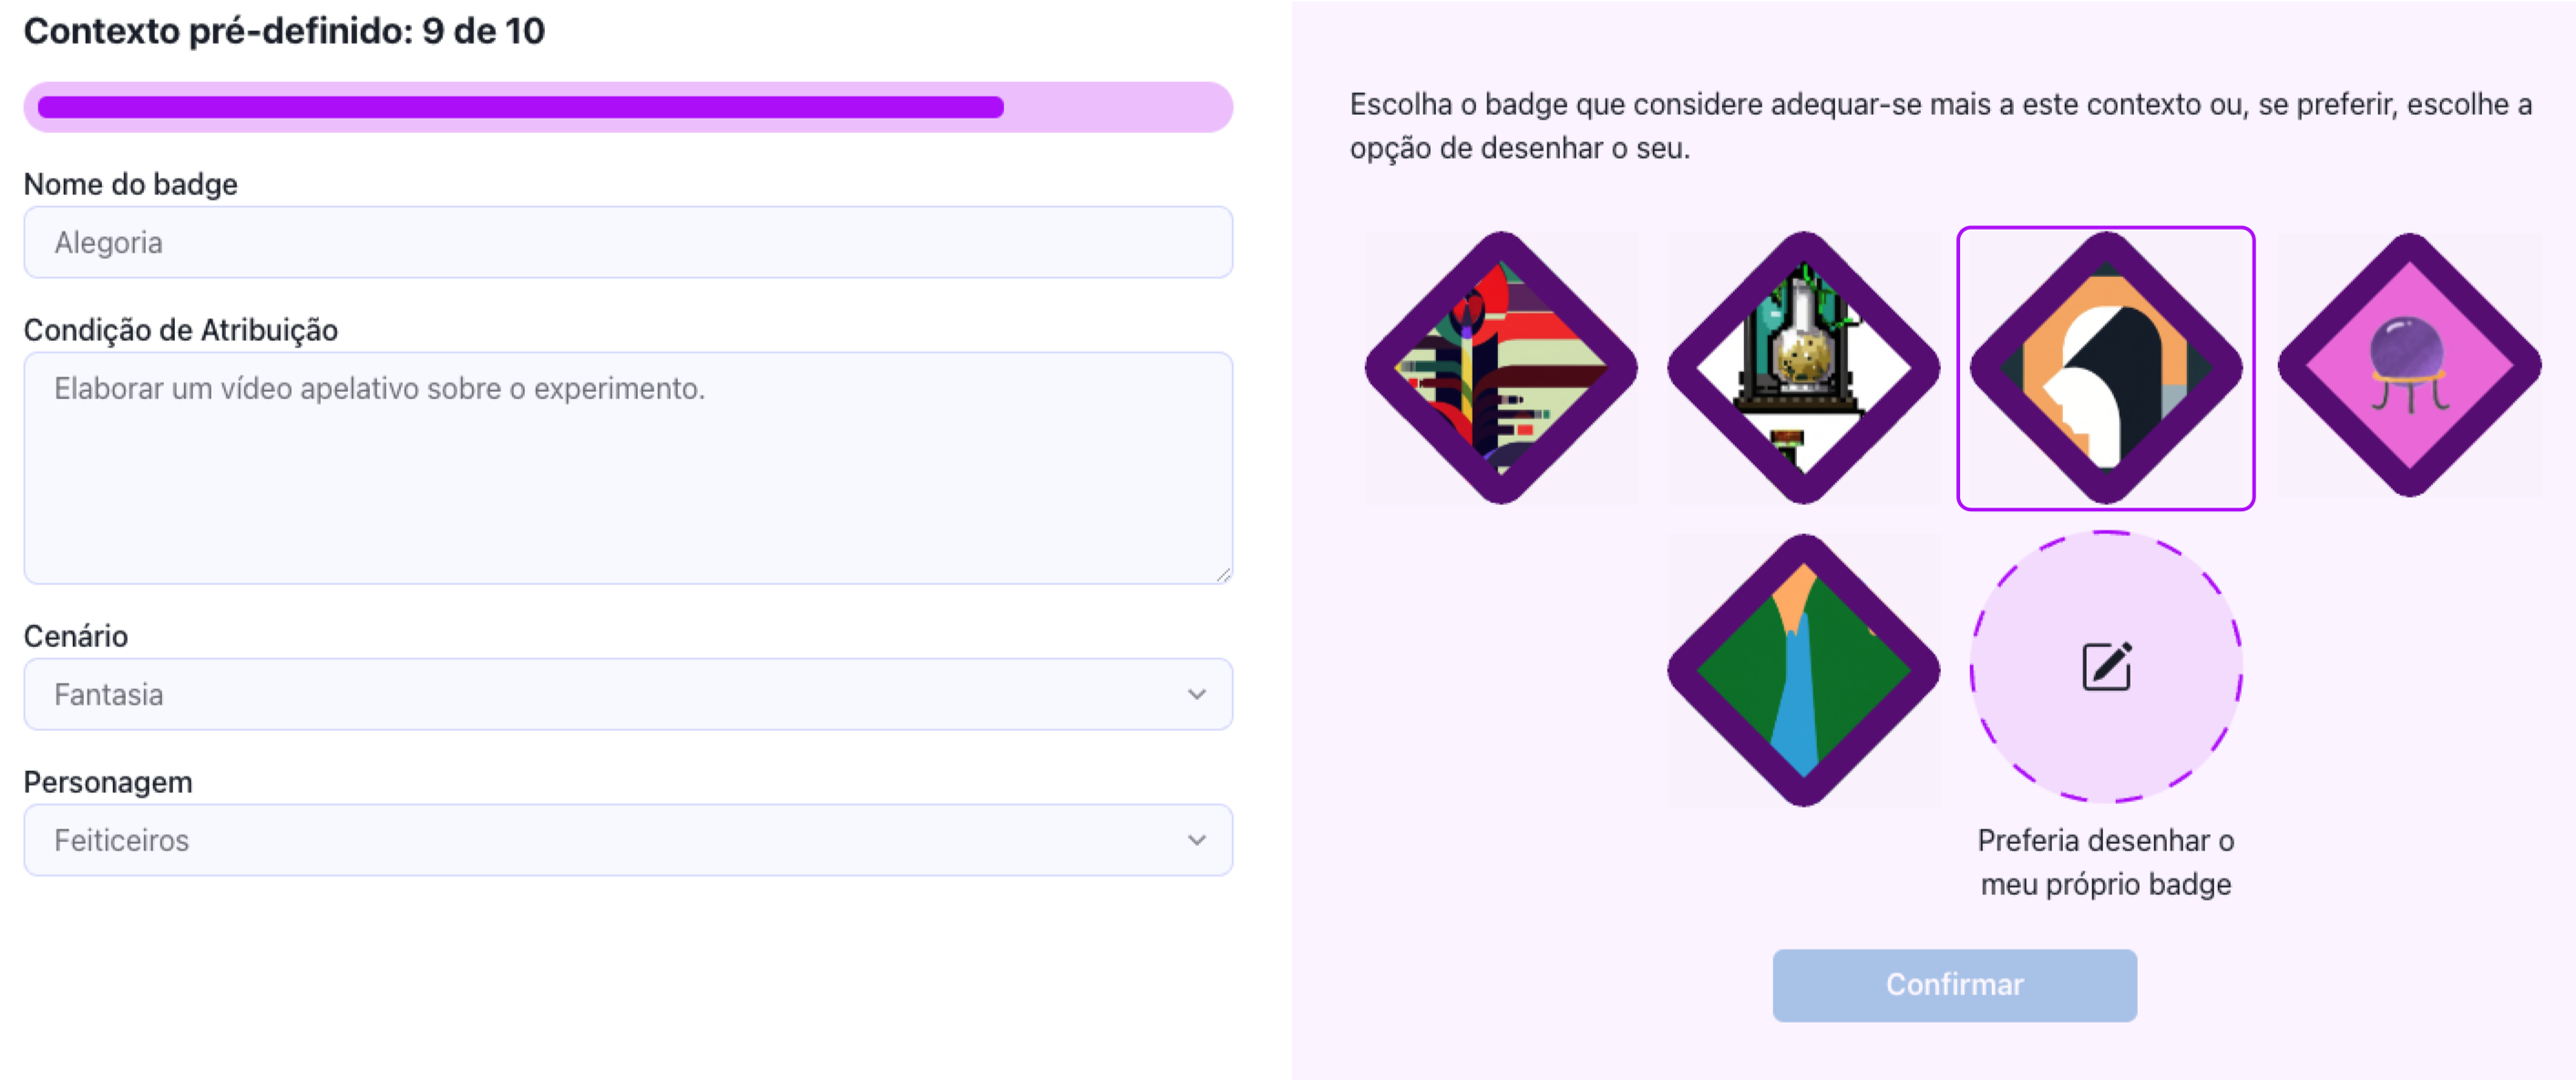 Contexto pré-definido: 9 de 10
Nome do badge
Alegoria
Condição de Atribuição
Elaborar um vídeo apelativo sobre o experimento.
Cenário
Fantasia
Personagem
Feiticeiros
Escolha o badge que considere adequar-se mais a este contexto ou, se preferir, escolhe a
opção de desenhar o seu.
Preferia desenhar o
meu próprio badge
Confirmar